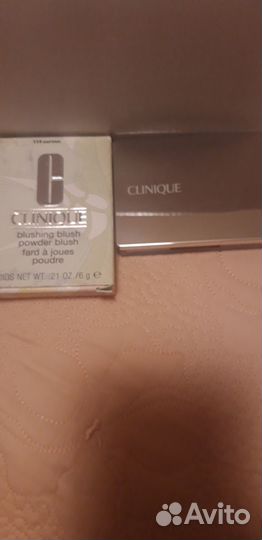 CLINIQUE
blushing blush
powder blush
fard à joues
poudre
NET WT. .21 OZ./6 g ℮
CLINIQUE
Avito